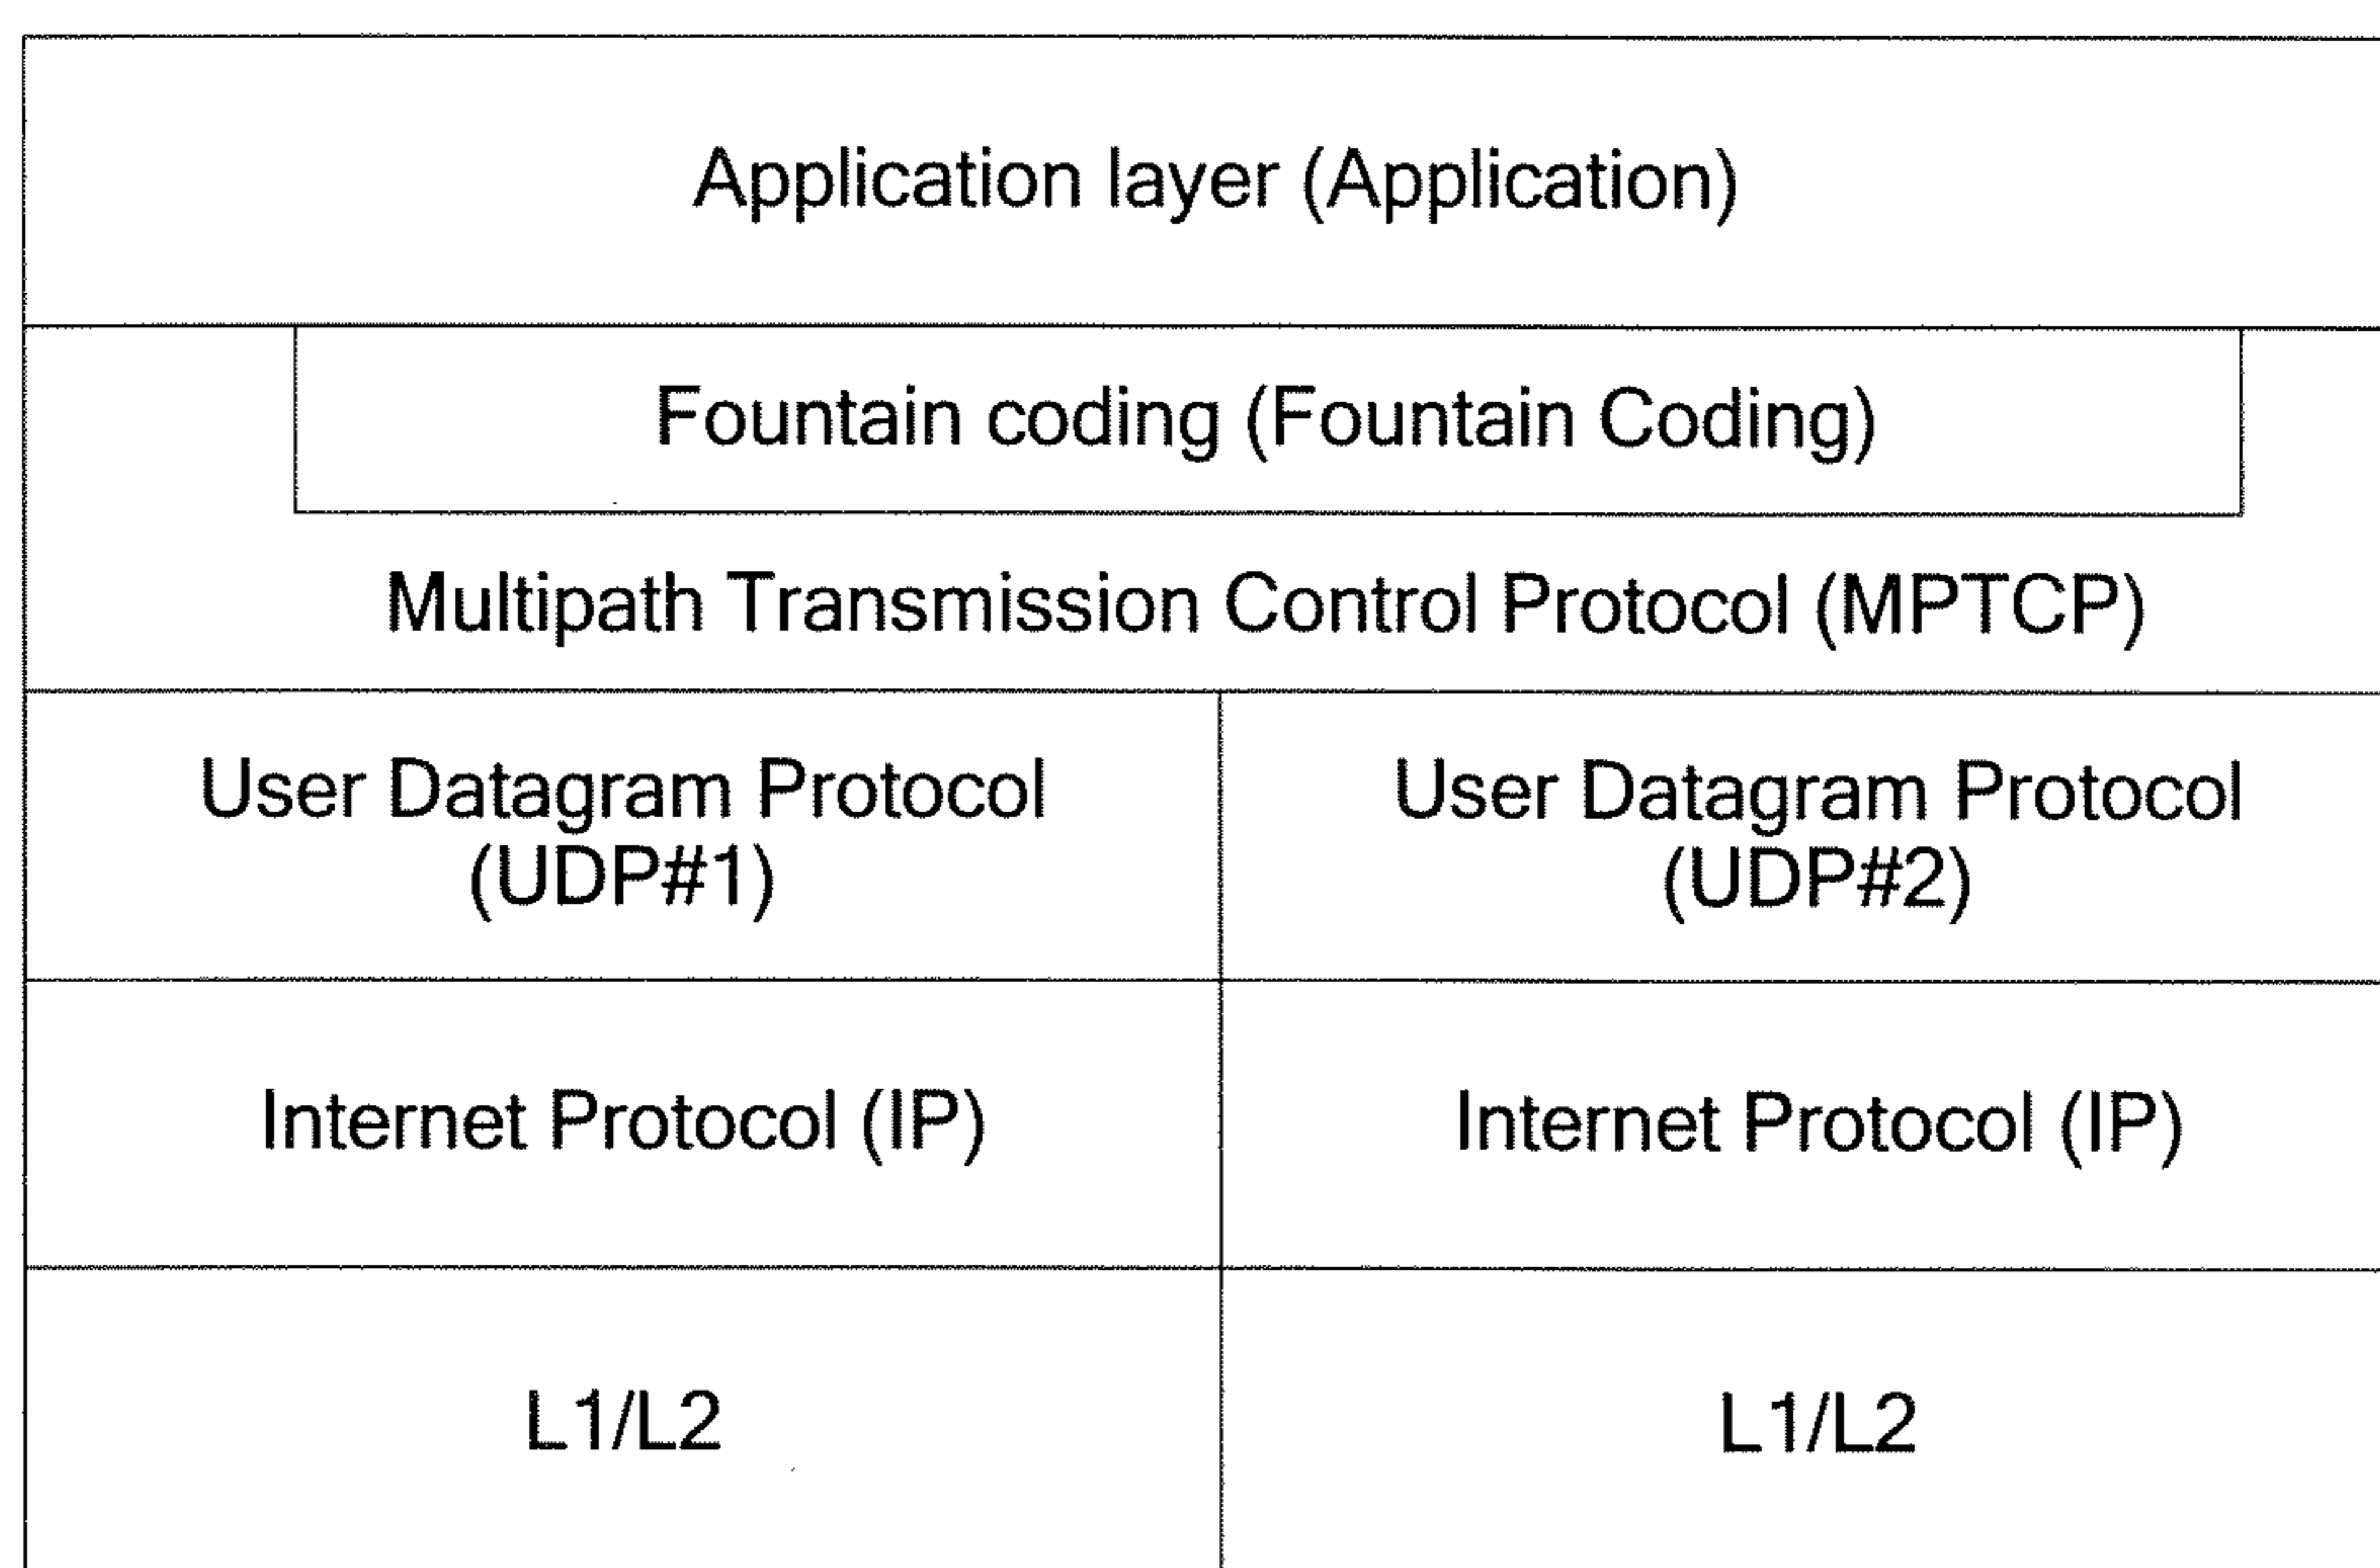 Application layer (Application)
Fountain coding (Fountain Coding)
Multipath Transmission Control Protocol (MPTCP)
User Datagram Protocol
(UDP#1)
User Datagram Protocol
(UDP#2)
Internet Protocol (IP)
Internet Protocol (IP)
L1/L2
L1/L2